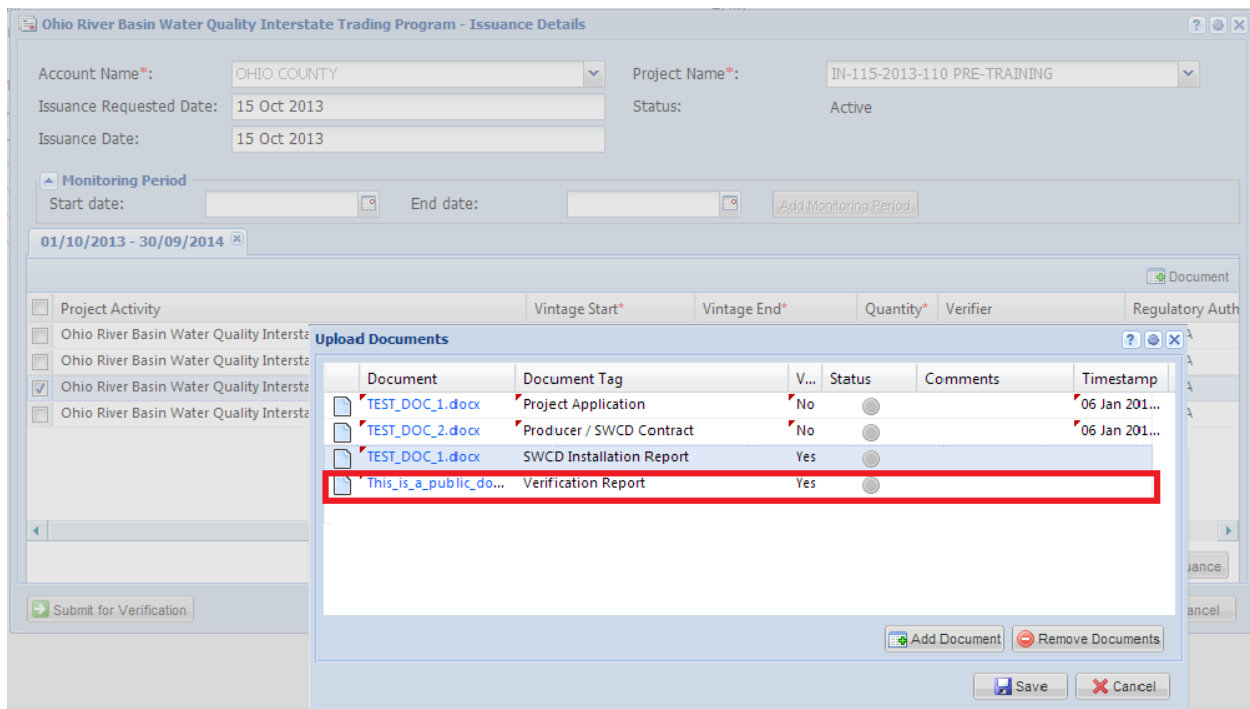 Ohio River Basin Water Quality Interstate Trading Program - Issuance Details
Account Name*: OHIO COUNTY Project Name*: IN-115-2013-110 PRE-TRAINING
Issuance Requested Date: 15 Oct 2013 Status: Active
Issuance Date: 15 Oct 2013
Monitoring Period
Start date: End date: Add Monitoring Period
01/10/2013 - 30/09/2014
Document
Project Activity Vintage Start* Vintage End* Quantity* Verifier Regulatory Auth
Ohio River Basin Water Quality Intersta
Ohio River Basin Water Quality Intersta
Ohio River Basin Water Quality Intersta
Ohio River Basin Water Quality Intersta
Upload Documents
Document Document Tag V... Status Comments Timestamp
TEST_DOC_1.docx Project Application No 06 Jan 201...
TEST_DOC_2.docx Producer / SWCD Contract No 06 Jan 201...
TEST_DOC_1.docx SWCD Installation Report Yes
This_is_a_public_do... Verification Report Yes
Add Document Remove Documents
Save Cancel
uance
Submit for Verification ancel